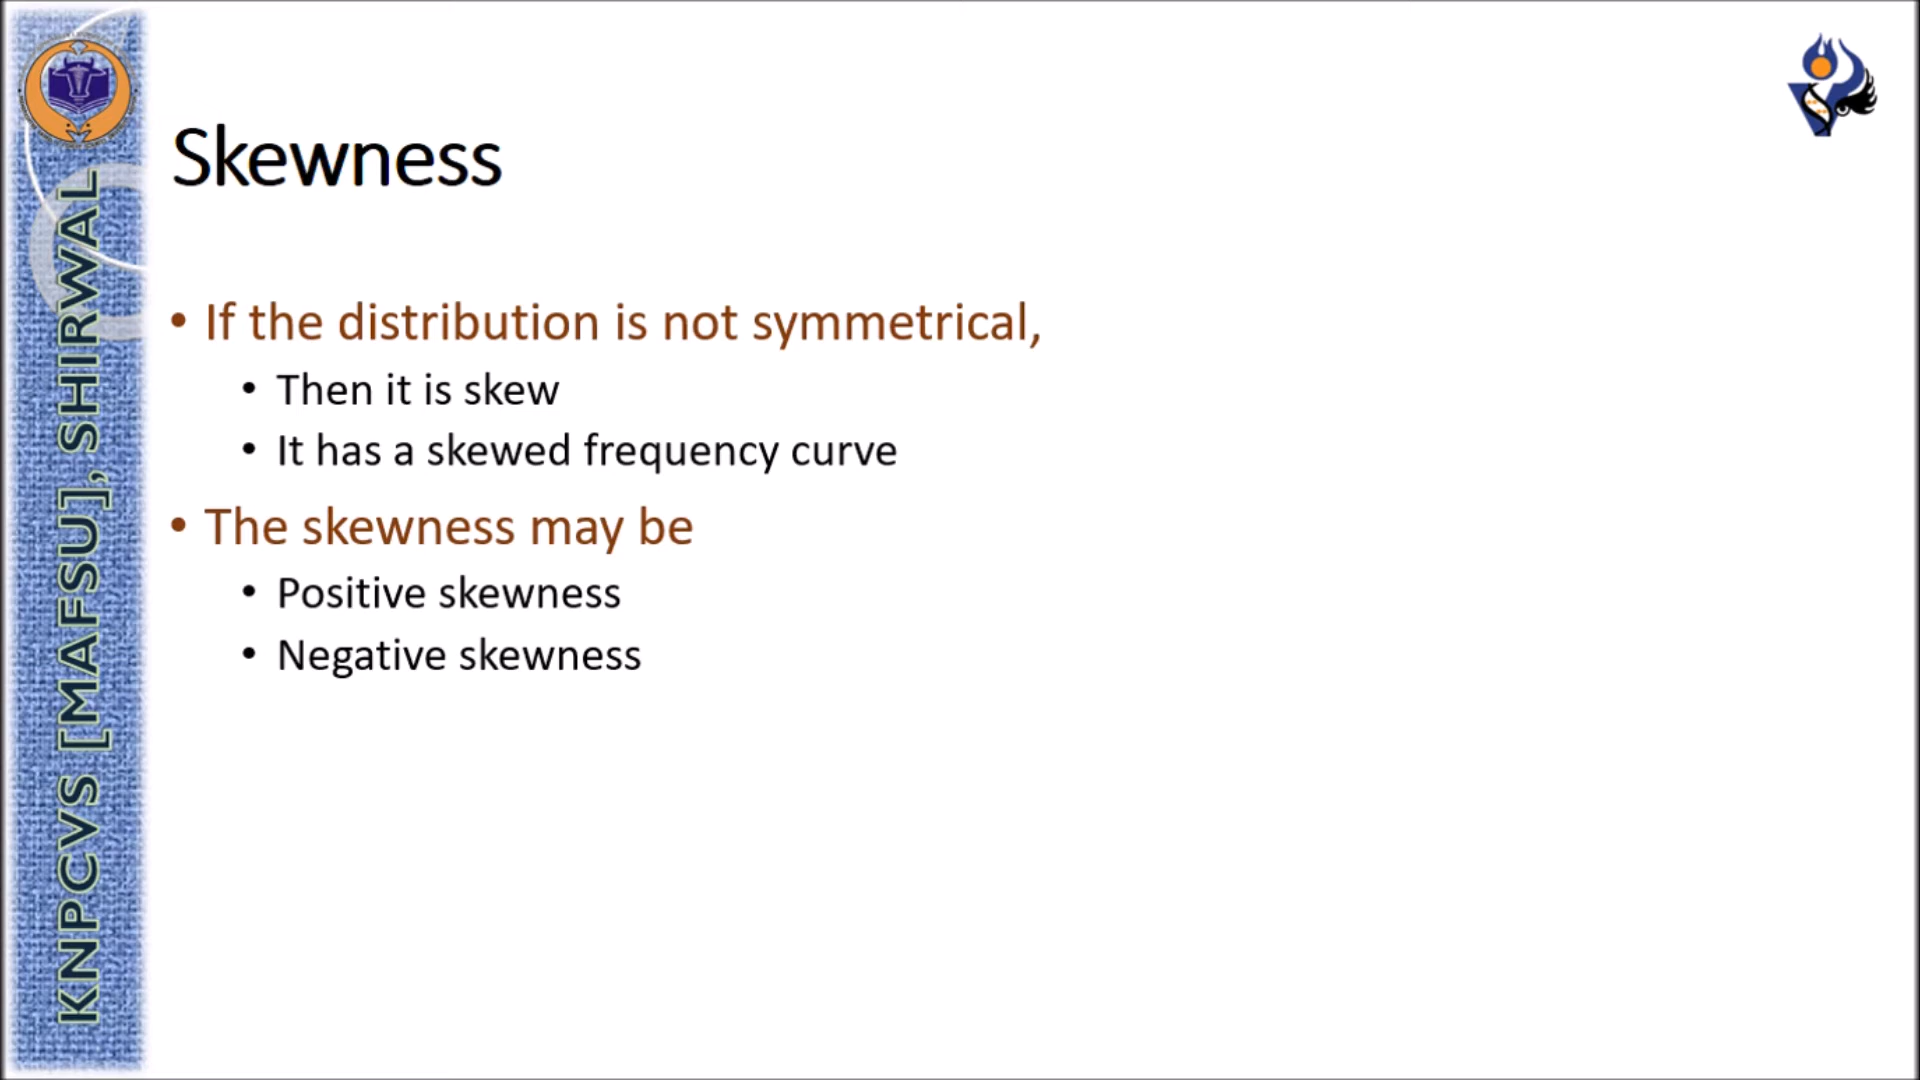 KNPCVS [MAFSU], SHIRWAL
Skewness
• If the distribution is not symmetrical,
• Then it is skew
• It has a skewed frequency curve
• The skewness may be
• Positive skewness
• Negative skewness